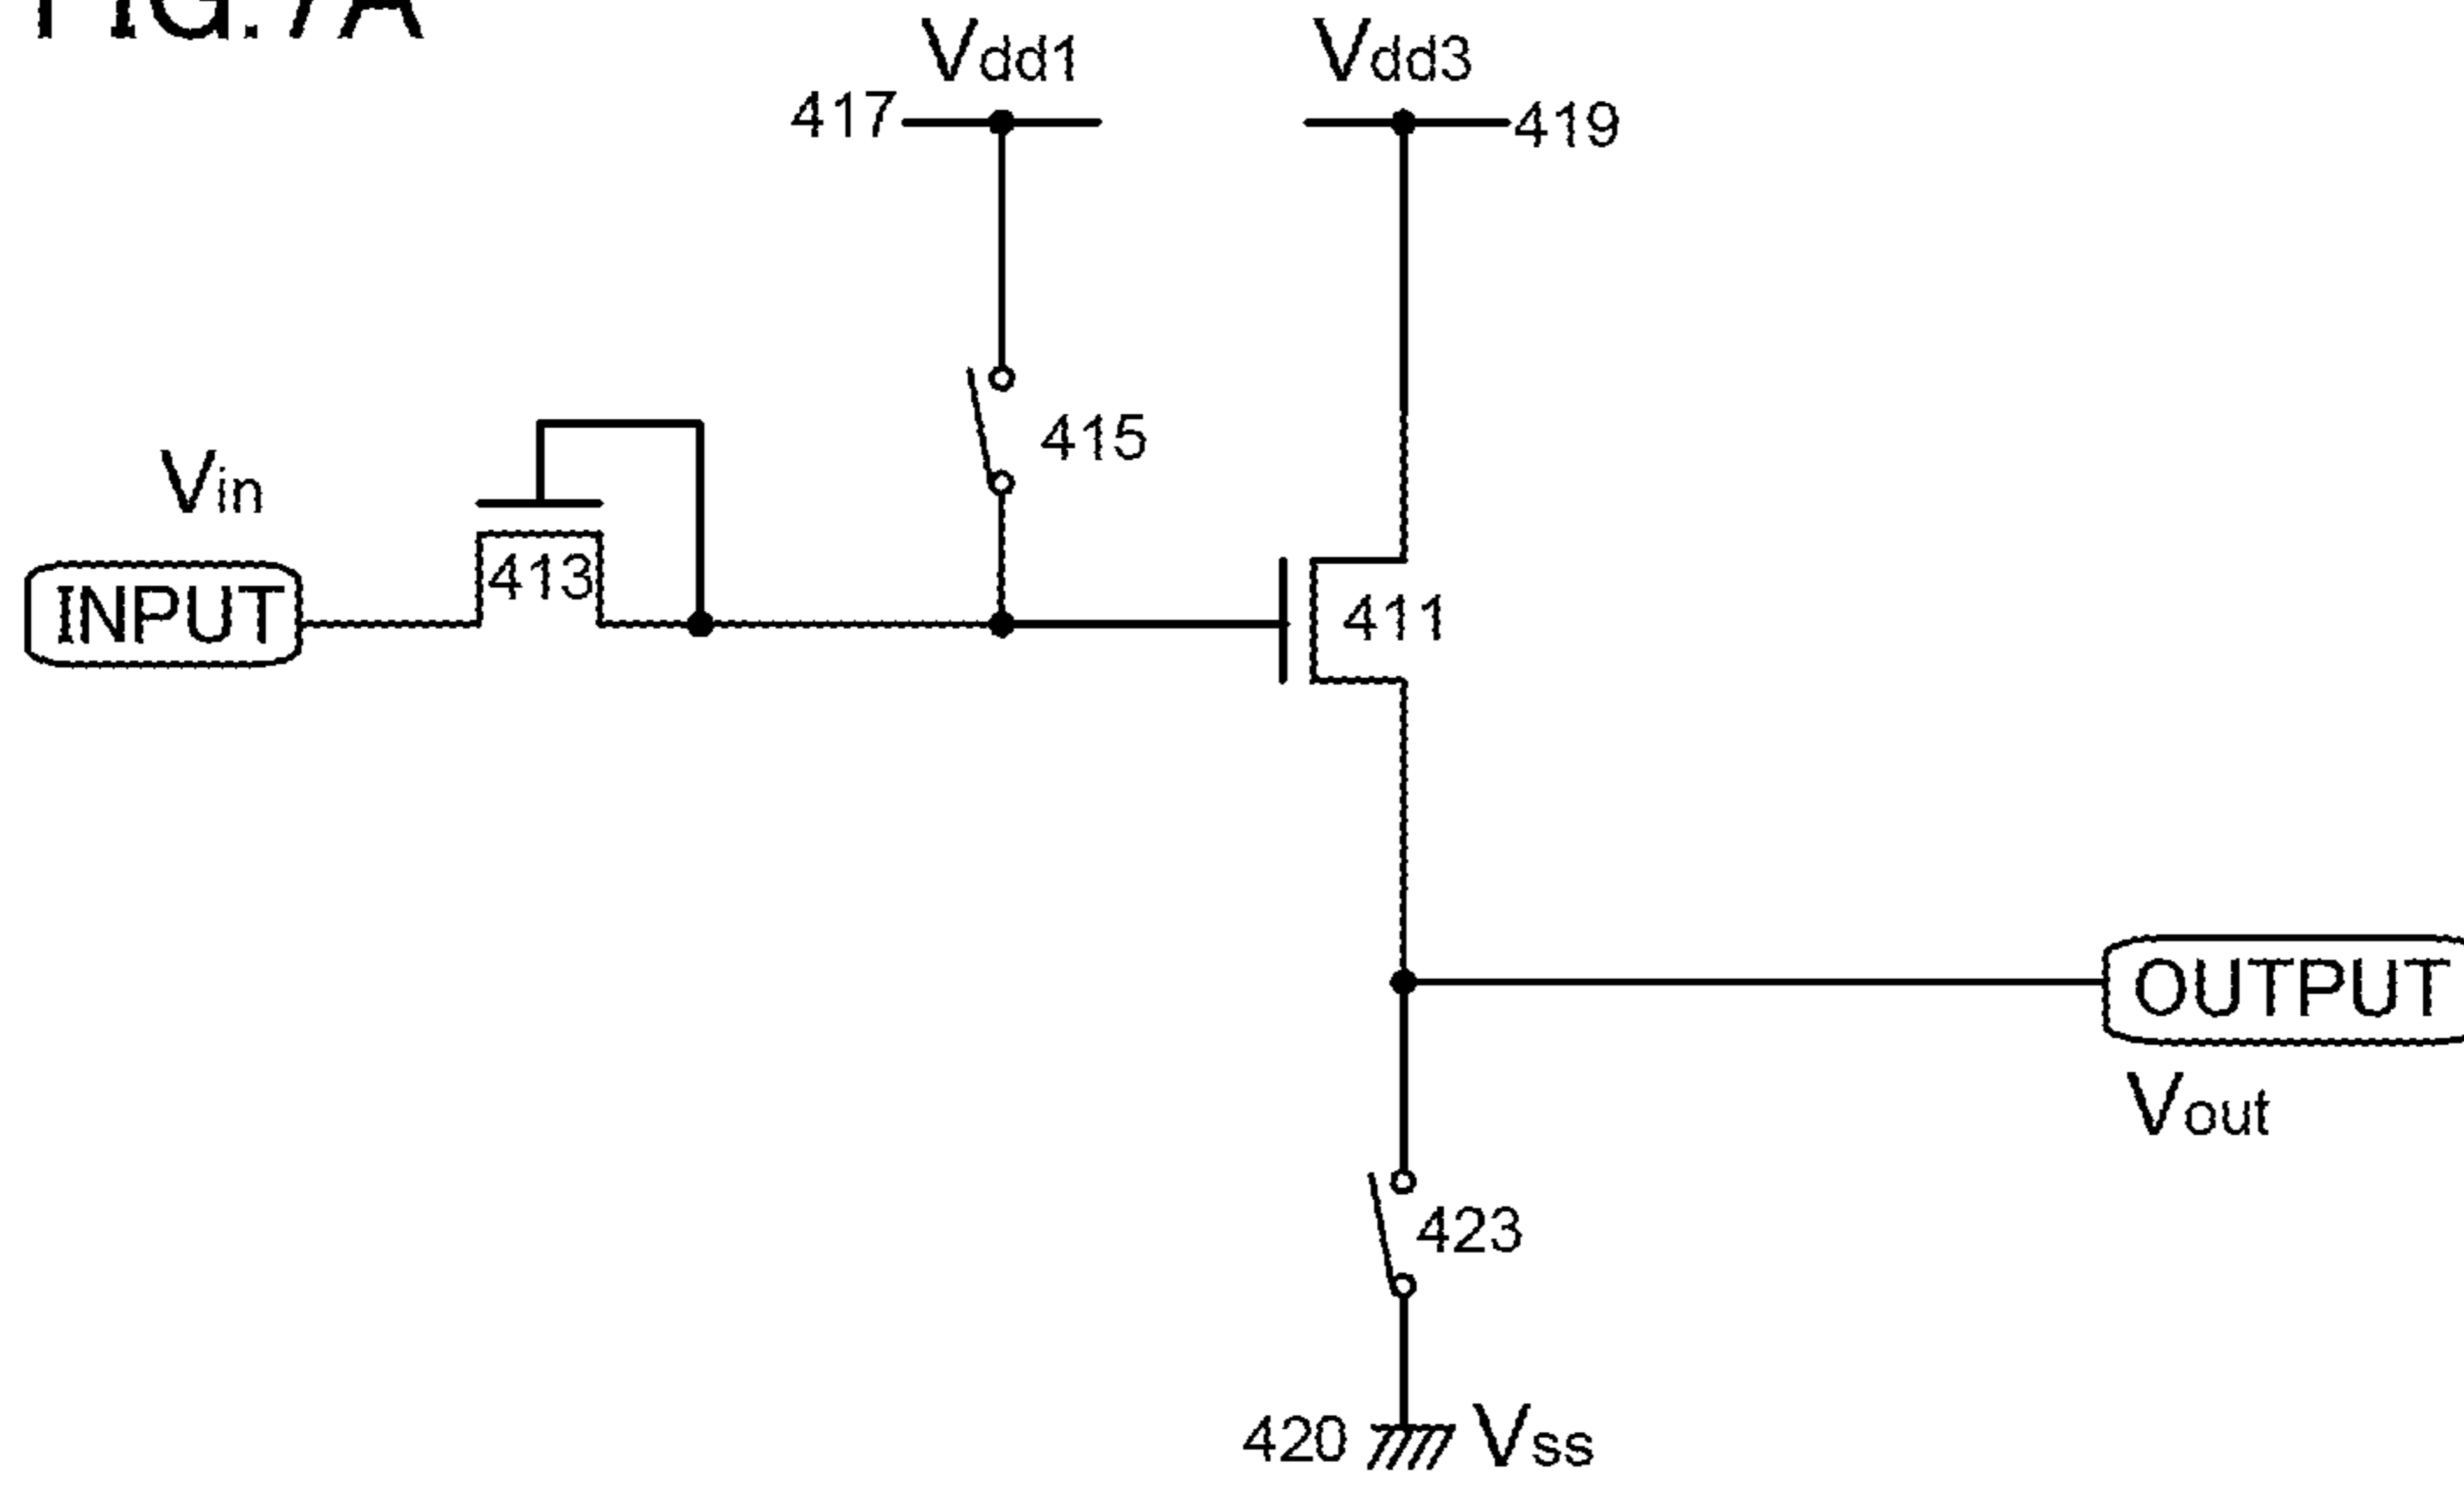 FIG. 7A
Vdd1
Vdd3
417
419
415
Vin
413
INPUT
411
OUTPUT
Vout
423
420
Vss